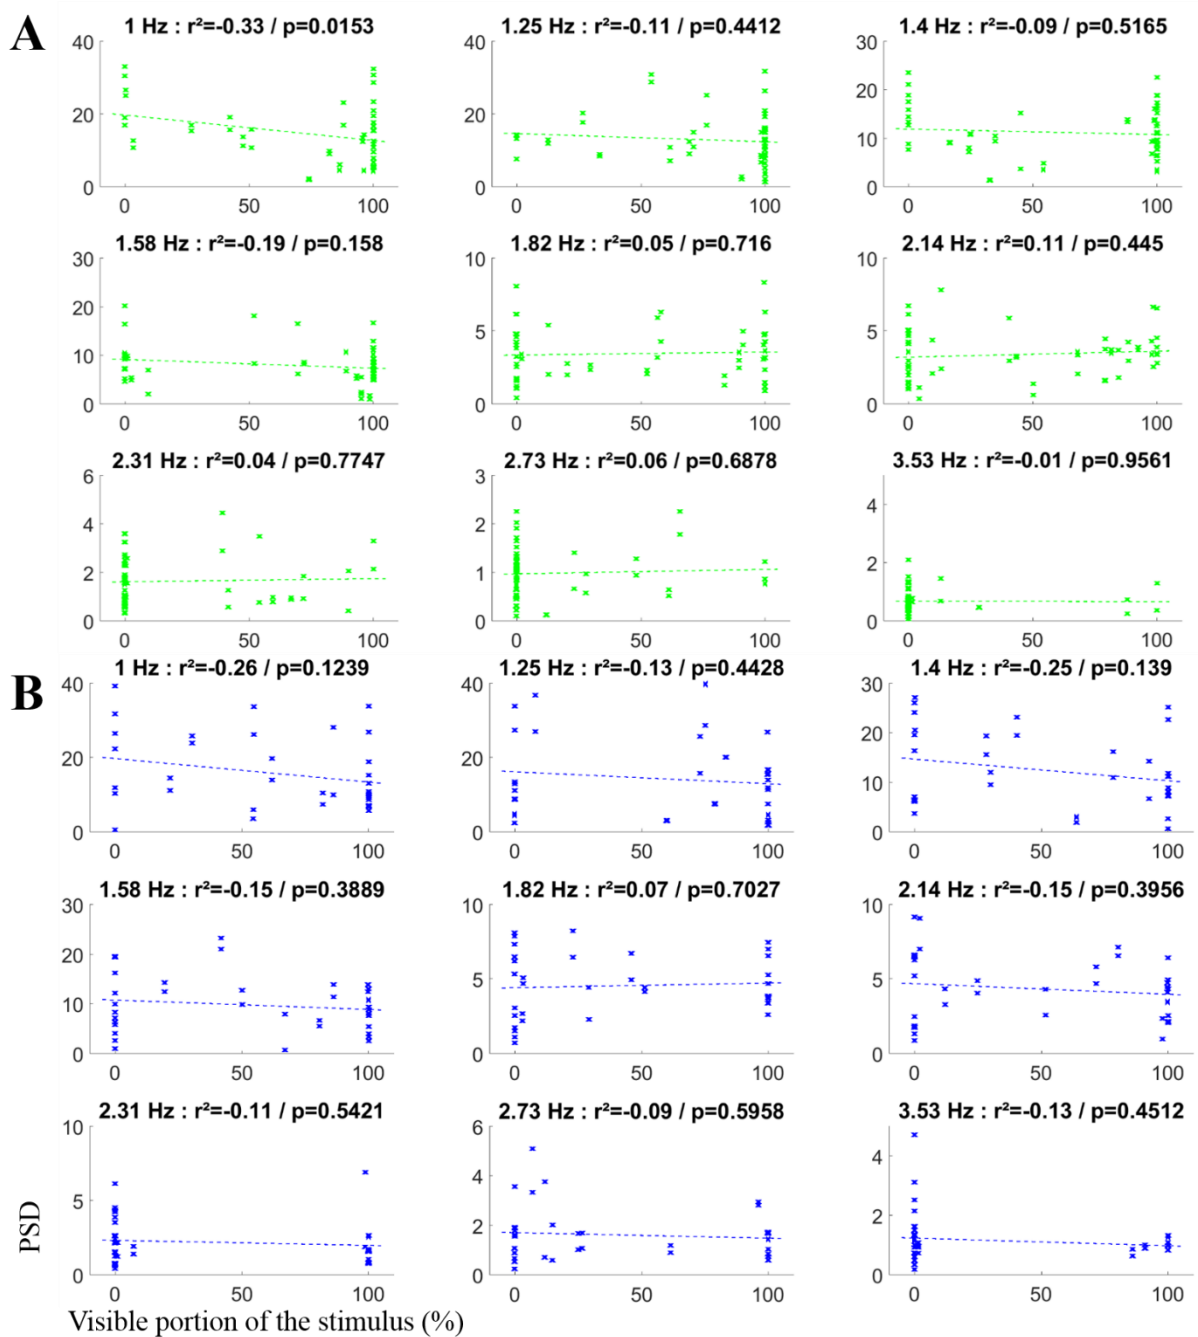 A
1 Hz : r²=-0.33 / p=0.0153
1.25 Hz : r²=-0.11 / p=0.4412
1.4 Hz : r²=-0.09 / p=0.5165
40
20
0
0 50 100
60
40
20
0
0 50 100
30
20
10
0
0 50 100
1.58 Hz : r²=-0.19 / p=0.158
1.82 Hz : r²=0.05 / p=0.716
2.14 Hz : r²=0.11 / p=0.445
30
20
10
0
0 50 100
10
5
0
0 50 100
10
5
0
0 50 100
2.31 Hz : r²=0.04 / p=0.7747
2.73 Hz : r²=0.06 / p=0.6878
3.53 Hz : r²=-0.01 / p=0.9561
6
4
2
0
0 50 100
3
2
1
0
0 50 100
4
2
0
0 50 100
B
1 Hz : r²=-0.26 / p=0.1239
1.25 Hz : r²=-0.13 / p=0.4428
1.4 Hz : r²=-0.25 / p=0.139
40
20
0
0 50 100
40
20
0
0 50 100
30
20
10
0
0 50 100
1.58 Hz : r²=-0.15 / p=0.3889
1.82 Hz : r²=0.07 / p=0.7027
2.14 Hz : r²=-0.15 / p=0.3956
30
20
10
0
0 50 100
10
5
0
0 50 100
10
5
0
0 50 100
2.31 Hz : r²=-0.11 / p=0.5421
2.73 Hz : r²=-0.09 / p=0.5958
3.53 Hz : r²=-0.13 / p=0.4512
10
5
0
0 50 100
6
4
2
0
0 50 100
4
2
0
0 50 100
PSD
Visible portion of the stimulus (%)